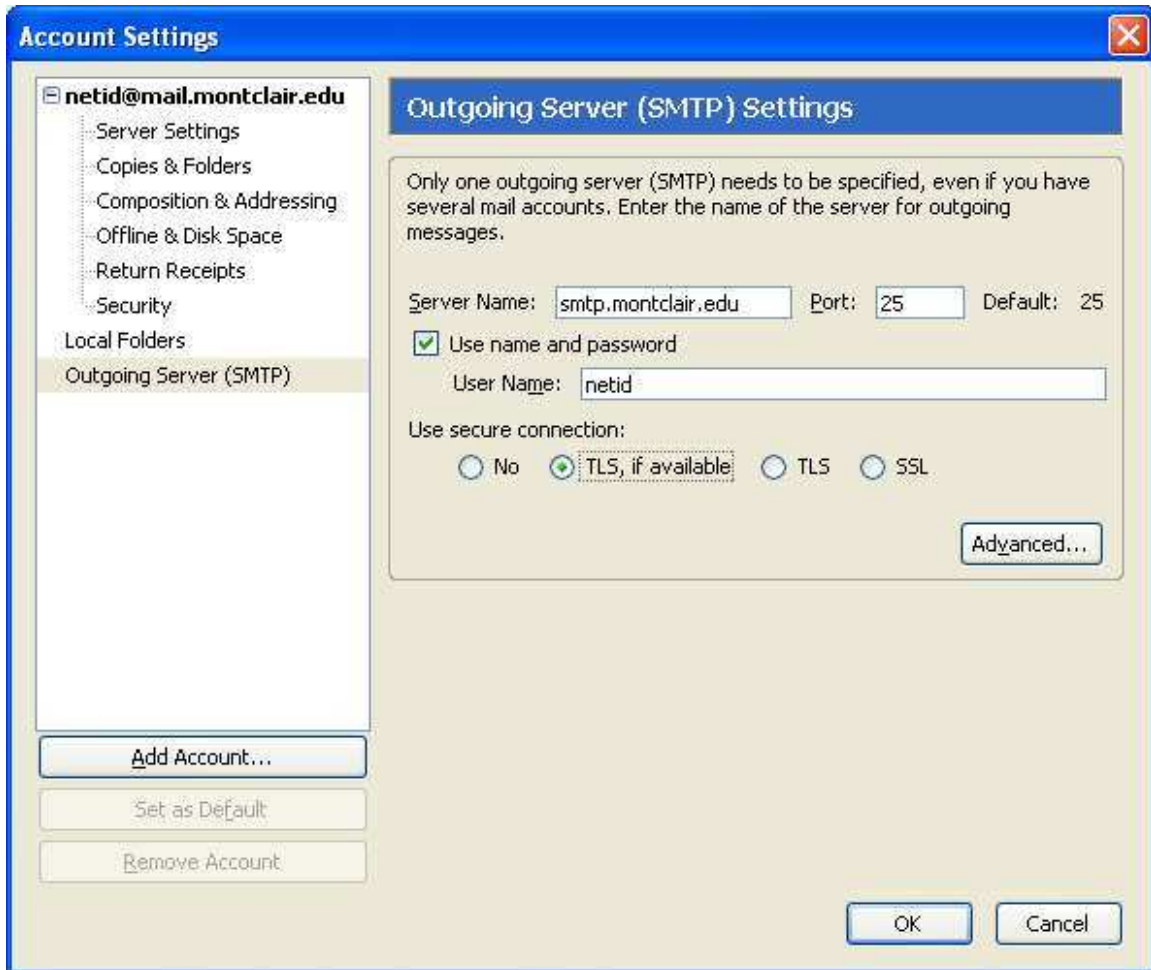 Account Settings
netid@mail.montclair.edu
Server Settings
Copies & Folders
Composition & Addressing
Offline & Disk Space
Return Receipts
Security
Local Folders
Outgoing Server (SMTP)
Add Account...
Set as Default
Remove Account
Outgoing Server (SMTP) Settings
Only one outgoing server (SMTP) needs to be specified, even if you have
several mail accounts. Enter the name of the server for outgoing
messages.
Server Name: smtp.montclair.edu Port: 25 Default: 25
Use name and password
User Name: netid
Use secure connection:
No TLS, if available TLS SSL
Advanced...
OK Cancel